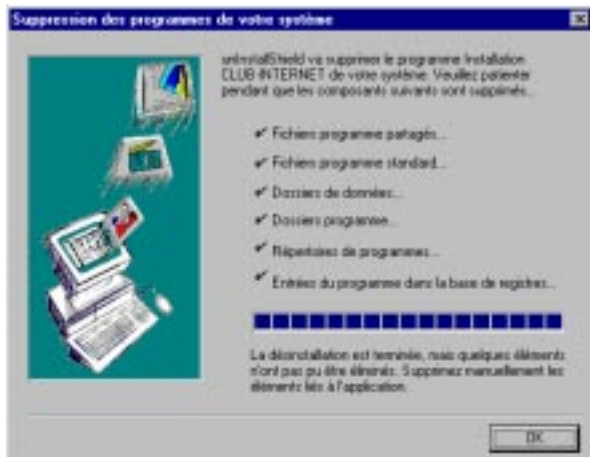 Suppression des programmes de votre système
unInstallShield va supprimer le programme Installation
CLUB-INTERNET de votre système. Veuillez patienter
pendant que les composants suivants sont supprimés...
✔ Fichiers programme partagés...
✔ Fichiers programme standard...
✔ Dossiers de données...
✔ Dossiers programme...
✔ Répertoires de programmes...
✔ Entrées du programme dans la base de registres...
La désinstallation est terminée, mais quelques éléments
n'ont pas pu être éliminés. Supprimez manuellement les
éléments liés à l'application.
OK